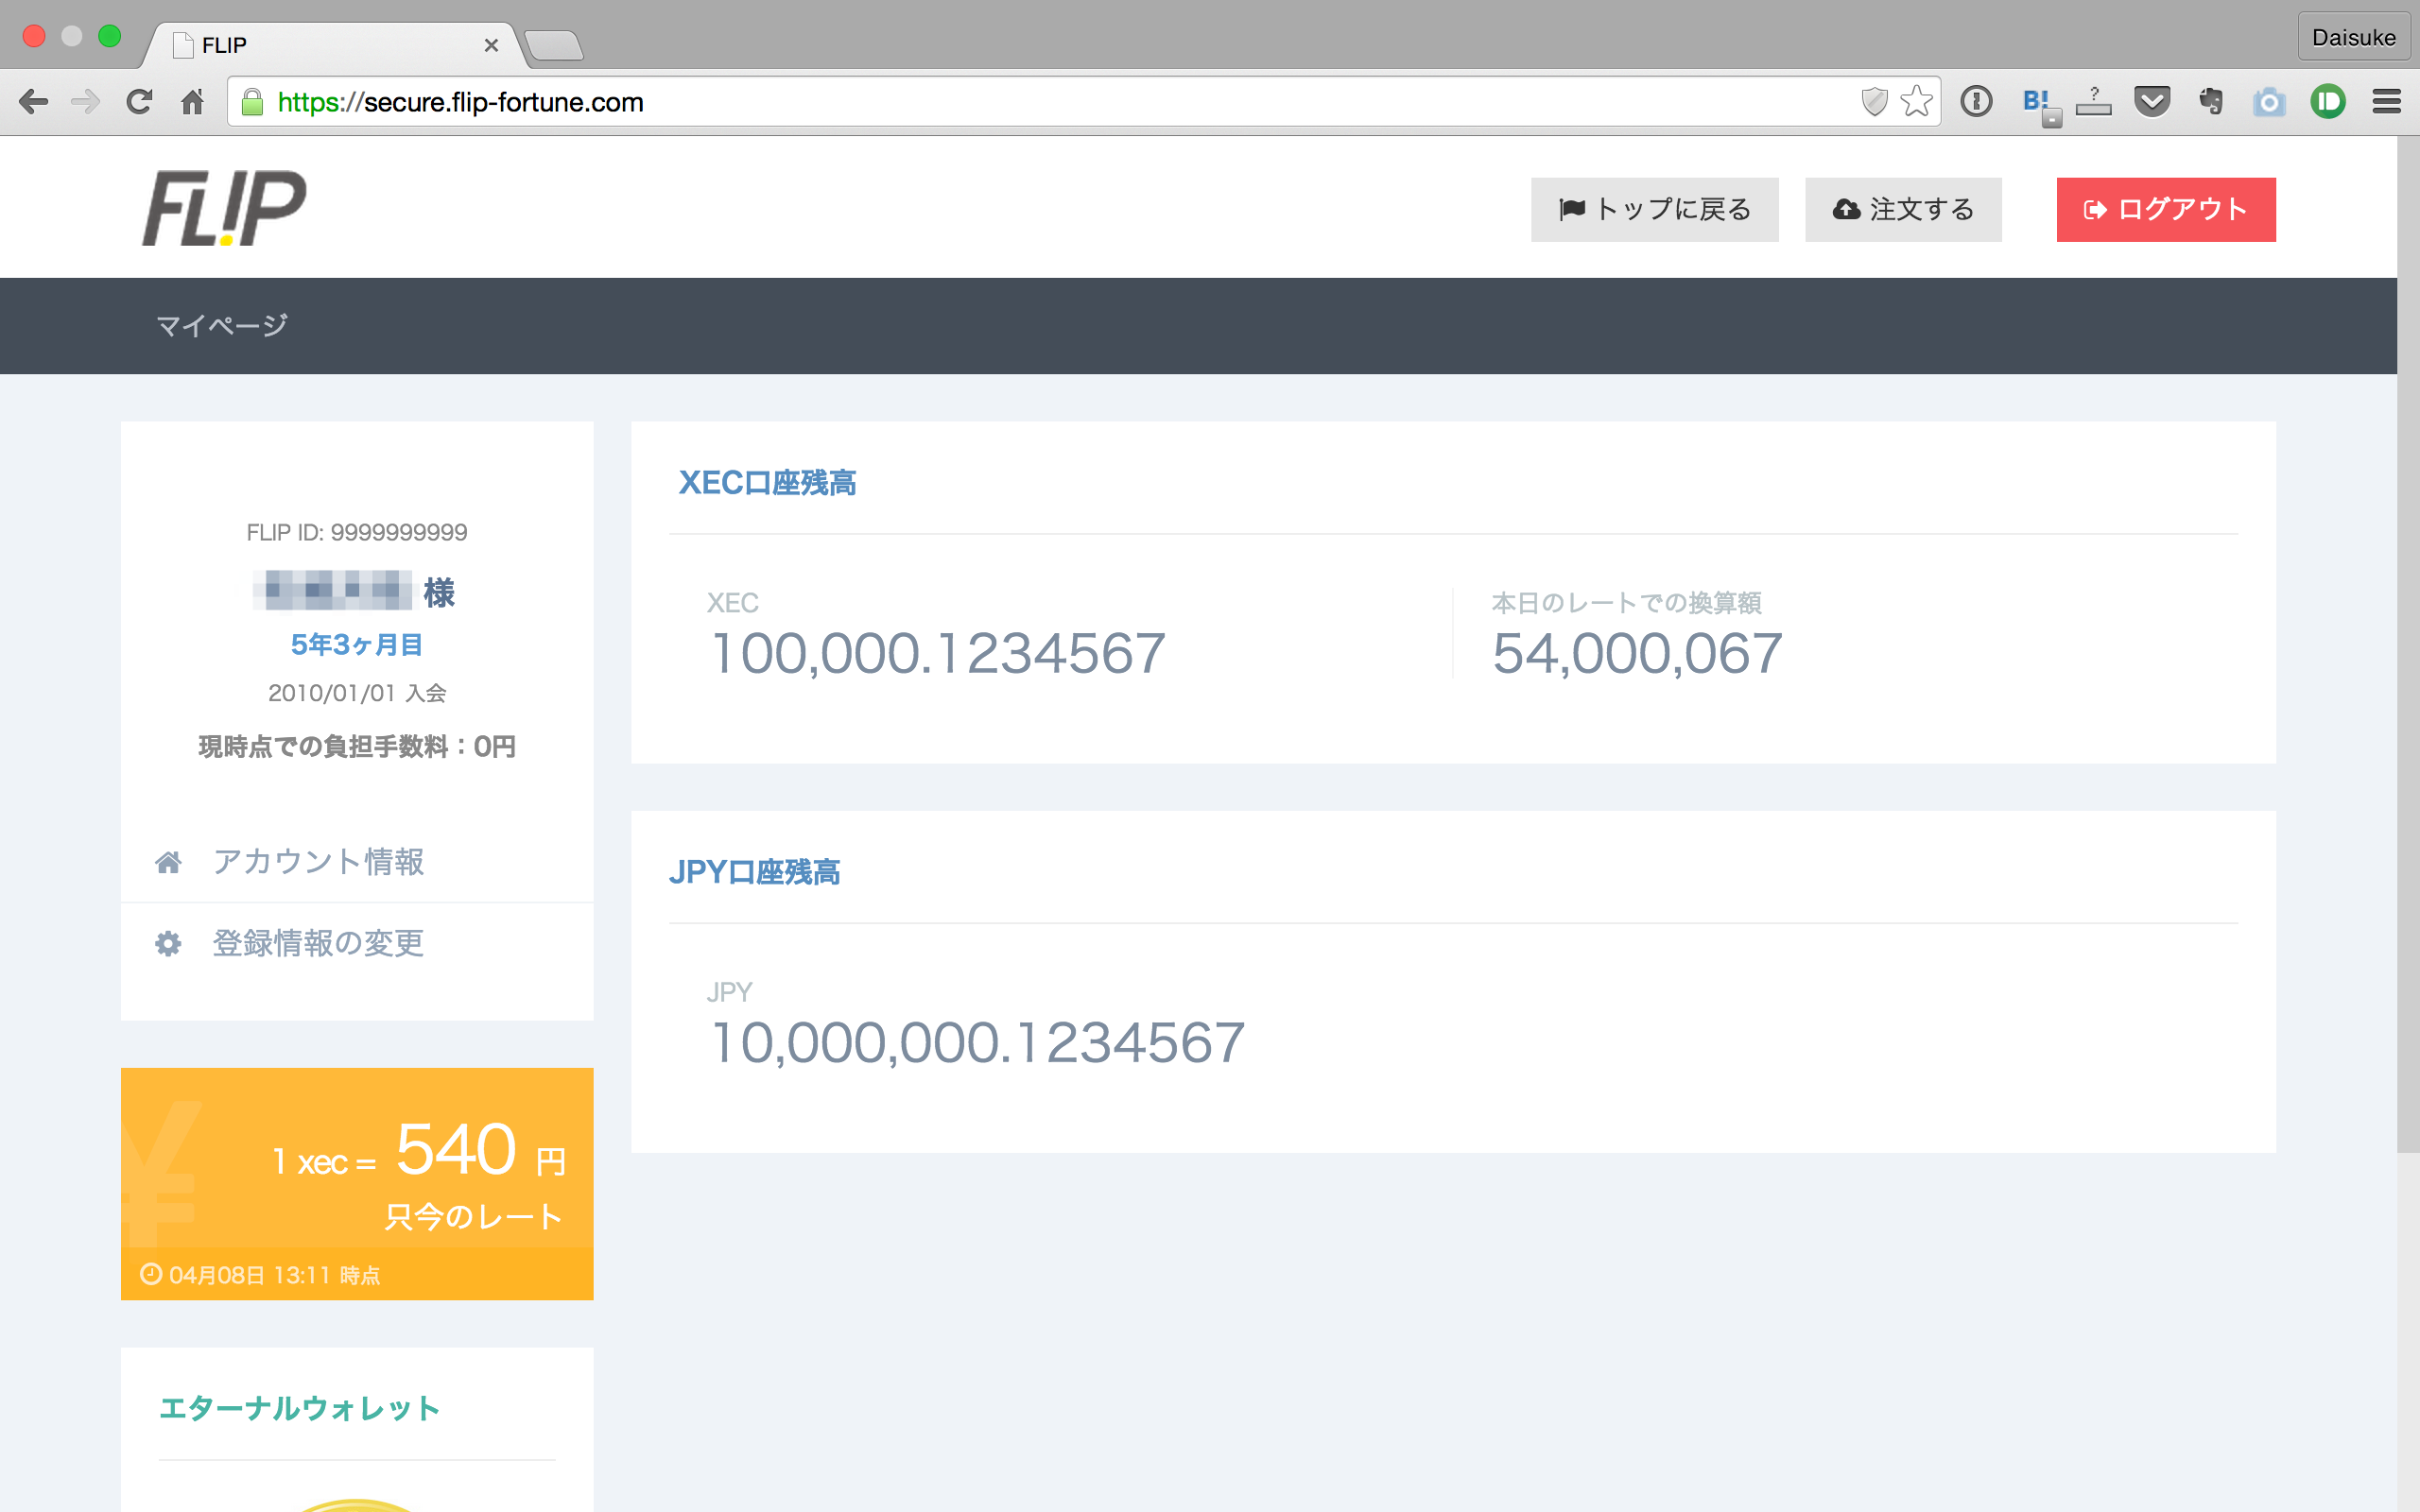 FLIP
Daisuke
https://secure.flip-fortune.com
B!
?
FL!P
トップに戻る
注文する
ログアウト
マイページ
FLIP ID: 9999999999
様
5年3ヶ月目
2010/01/01 入会
現時点での負担手数料：0円
アカウント情報
登録情報の変更
1 xec = 540 円
只今のレート
04月08日 13:11 時点
エターナルウォレット
XEC口座残高
XEC
100,000.1234567
本日のレートでの換算額
54,000,067
JPY口座残高
JPY
10,000,000.1234567